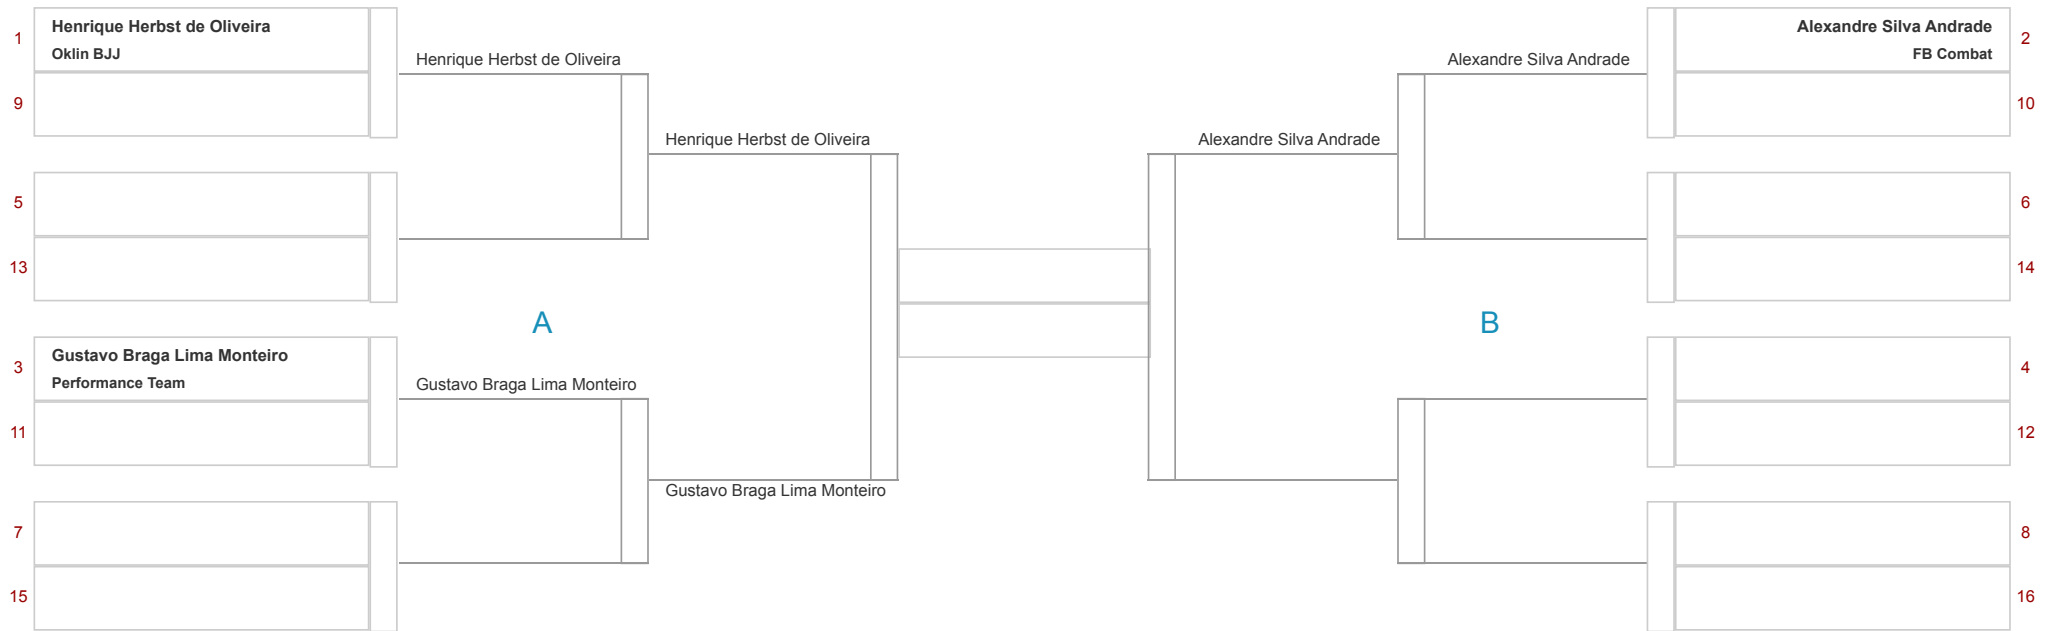 1
Henrique Herbst de Oliveira
Oklin BJJ
9
5
13
3
Gustavo Braga Lima Monteiro
Performance Team
11
7
15
Henrique Herbst de Oliveira
Gustavo Braga Lima Monteiro
A
Henrique Herbst de Oliveira
Gustavo Braga Lima Monteiro
Alexandre Silva Andrade
Alexandre Silva Andrade
B
Alexandre Silva Andrade
FB Combat
2
10
6
14
4
12
8
16